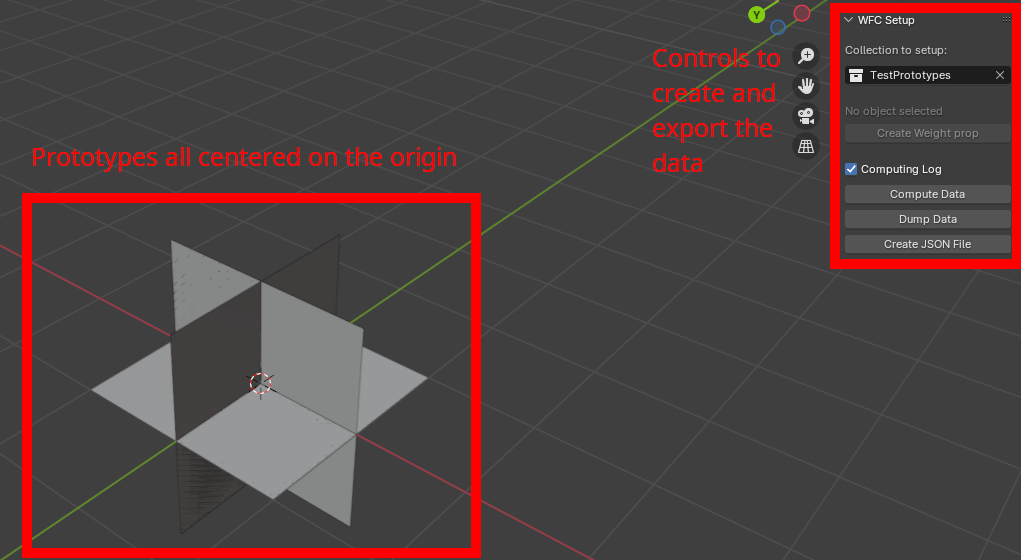 Y
WFC Setup
Collection to setup:
TestPrototypes
No object selected
Create Weight prop
Computing Log
Compute Data
Dump Data
Create JSON File
Controls to
create and
export the
data
Prototypes all centered on the origin